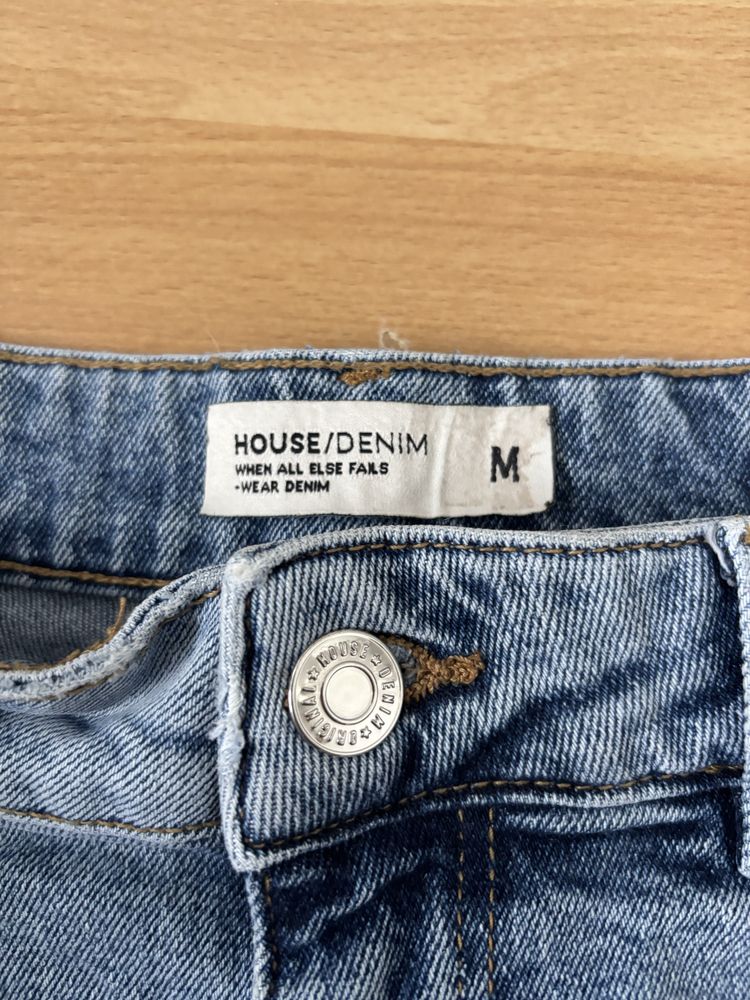 HOUSE/DENIM
WHEN ALL ELSE FAILS
-WEAR DENIM
M
★ HOUSE ★ DENIM ★ ORIGINAL